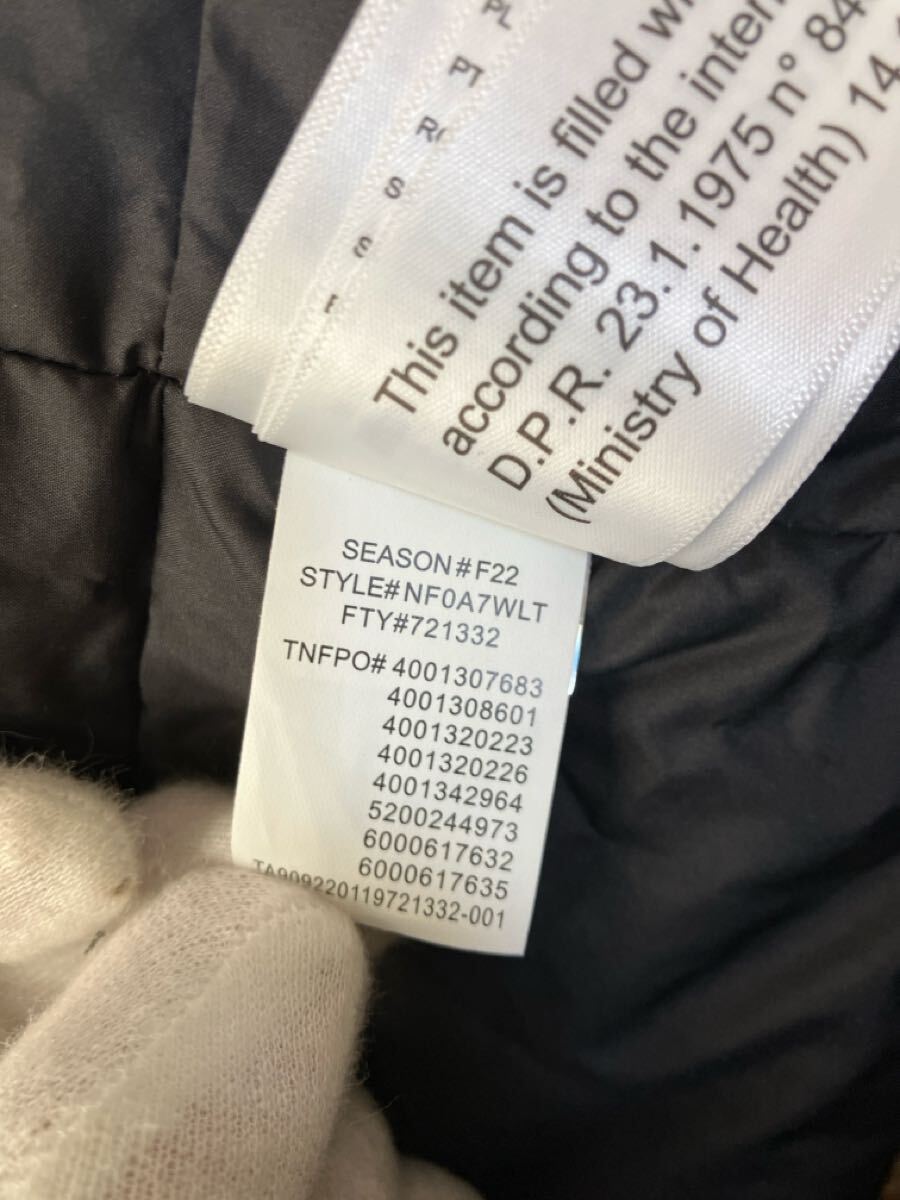 This item is filled
according to the
D.P.R. 23.1.1975 n° 84
(Ministry of Health) 14.
SEASON#F22
STYLE#NF0A7WLT
FTY#721332
TNFPO# 4001307683
4001308601
4001320223
4001320226
4001342964
5200244973
6000617632
6000617635
TA909220119721332-001